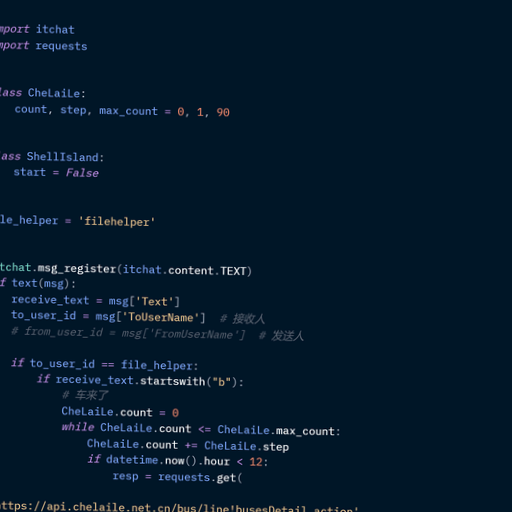 mport itchat
mport requests
lass CheLaiLe:
count, step, max_count = 0, 1, 90
ass ShellIsland:
start = False
le_helper = 'filehelper'
tchat.msg_register(itchat.content.TEXT)
f text(msg):
receive_text = msg['Text']
to_user_id = msg['ToUserName'] # 接收人
# from_user_id = msg['FromUserName'] # 发送人
if to_user_id == file_helper:
if receive_text.startswith("b"):
# 车来了
CheLaiLe.count = 0
while CheLaiLe.count <= CheLaiLe.max_count:
CheLaiLe.count += CheLaiLe.step
if datetime.now().hour < 12:
resp = requests.get(
https://api.chelaile.net.cn/bus/line!busesDetail.action'